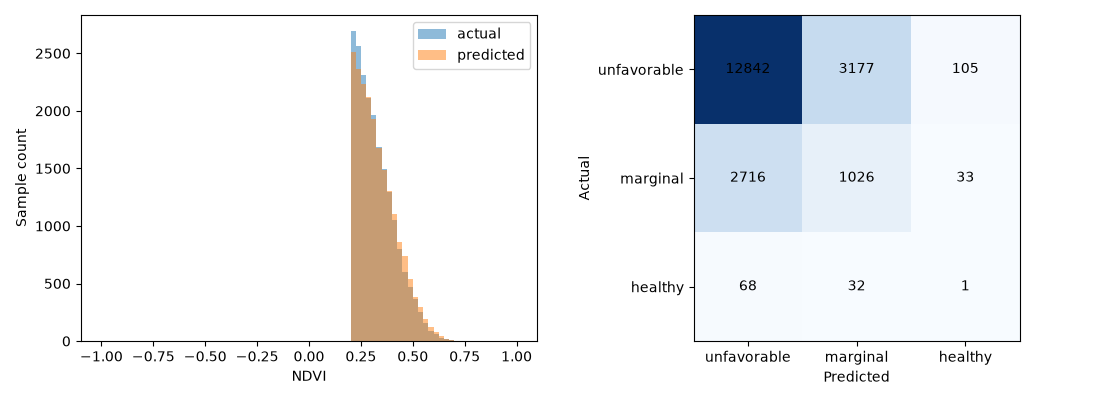 actual
predicted
2500
2000
1500
1000
500
0
Sample count
−1.00 −0.75 −0.50 −0.25 0.00 0.25 0.50 0.75 1.00
NDVI
unfavorable 12842 3177 105
marginal 2716 1026 33
healthy 68 32 1
Actual
unfavorable marginal healthy
Predicted